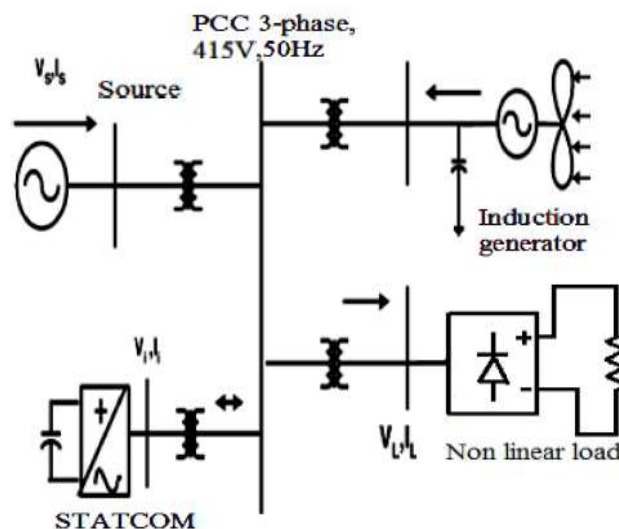 PCC 3-phase,
415V,50Hz
Vs,Is
Source
Induction
generator
Vi,Ii
+
STATCOM
+
−
VL,IL
Non linear load